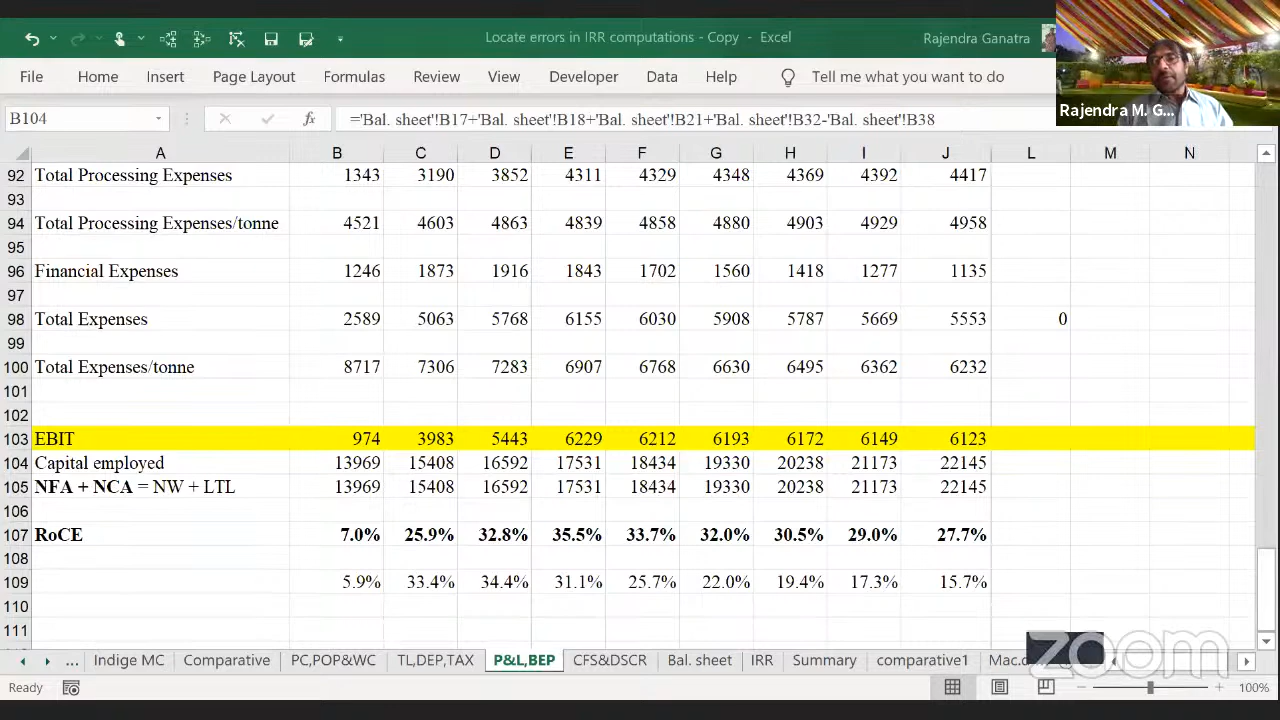 Locate errors in IRR computations - Copy - Excel
Rajendra Ganatra
File Home Insert Page Layout Formulas Data Review View Developer Help Tell me what you want to do
Rajendra M. G...
B104 fx ='Bal. sheet'!B17+'Bal. sheet'!B18+'Bal. sheet'!B21+'Bal. sheet'!B32-'Bal. sheet'!B38
A B C D E F G H I J L M N
92 Total Processing Expenses 1343 3190 3852 4311 4329 4348 4369 4392 4417
93
94 Total Processing Expenses/tonne 4521 4603 4863 4839 4858 4880 4903 4929 4958
95
96 Financial Expenses 1246 1873 1916 1843 1702 1560 1418 1277 1135
97
98 Total Expenses 2589 5063 5768 6155 6030 5908 5787 5669 5553 0
99
100 Total Expenses/tonne 8717 7306 7283 6907 6768 6630 6495 6362 6232
101
102
103 EBIT 974 3983 5443 6229 6212 6193 6172 6149 6123
104 Capital employed 13969 15408 16592 17531 18434 19330 20238 21173 22145
105 NFA + NCA = NW + LTL 13969 15408 16592 17531 18434 19330 20238 21173 22145
106
107 RoCE 7.0% 25.9% 32.8% 35.5% 33.7% 32.0% 30.5% 29.0% 27.7%
108
109 5.9% 33.4% 34.4% 31.1% 25.7% 22.0% 19.4% 17.3% 15.7%
110
111
... Indige MC Comparative PC,POP&WC TL,DEP,TAX P&L,BEP CFS&DSCR Bal. sheet IRR Summary comparative1
zoom
Ready 100%